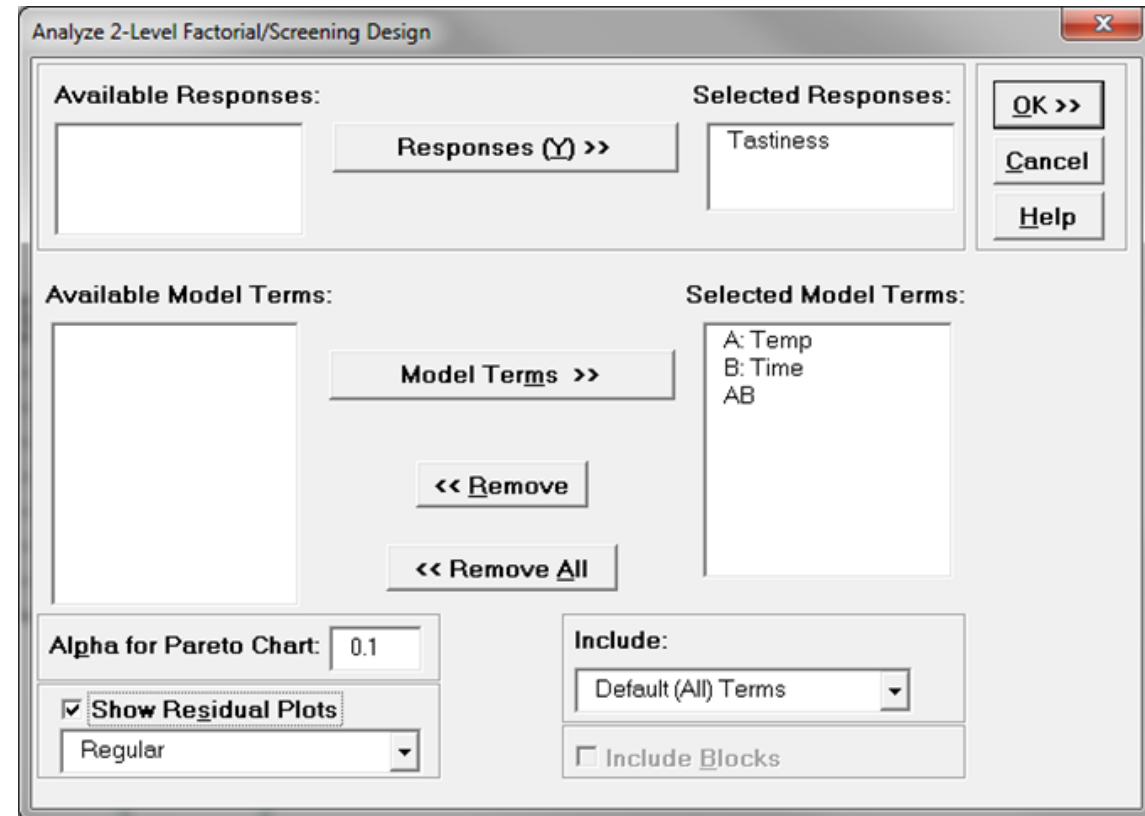 Analyze 2-Level Factorial/Screening Design
Available Responses:
Responses (Y) >>
Selected Responses:
Tastiness
OK >>
Cancel
Help
Available Model Terms:
Model Terms >>
Selected Model Terms:
A: Temp
B: Time
AB
<< Remove
<< Remove All
Alpha for Pareto Chart: 0.1
Show Residual Plots
Regular
Include:
Default (All) Terms
Include Blocks